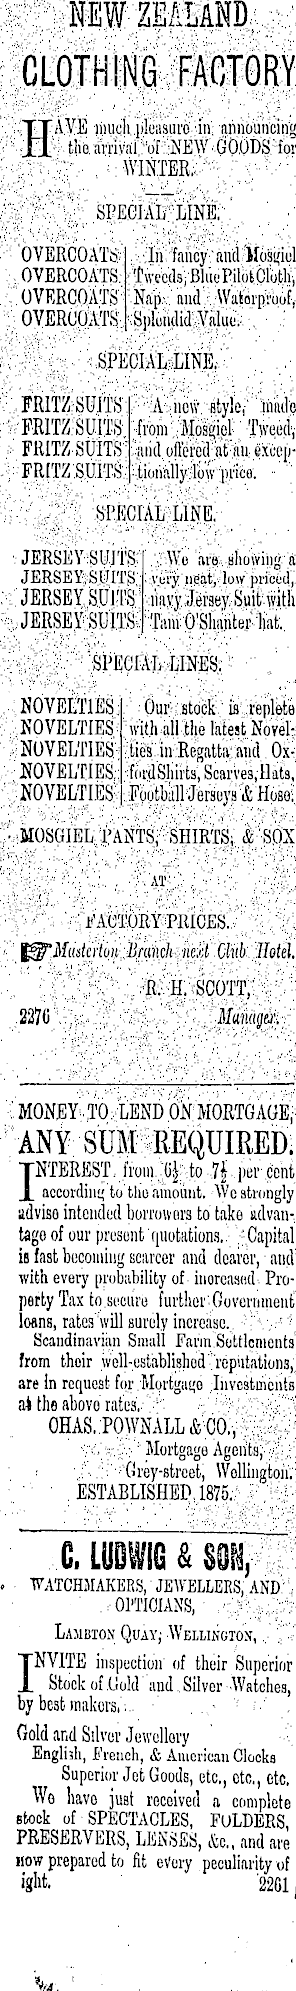 NEW ZEALAND
CLOTHING FACTORY
HAVE much pleasure in announcing
the arrival of NEW GOODS for
WINTER.
SPECIAL LINE.
OVERCOATS In fancy and Mosgiel
OVERCOATS Tweeds, Blue Pilot Cloth,
OVERCOATS Nap and Waterproof,
OVERCOATS Splendid Value.
SPECIAL LINE.
FRITZ SUITS A new style, made
FRITZ SUITS from Mosgiel Tweed,
FRITZ SUITS and offered at an excep-
FRITZ SUITS tionally low price.
SPECIAL LINE.
JERSEY SUITS We are showing a
JERSEY SUITS very neat, low priced,
JERSEY SUITS navy Jersey Suit with
JERSEY SUITS Tam O'Shanter hat.
SPECIAL LINES.
NOVELTIES Our stock is replete
NOVELTIES with all the latest Novel-
NOVELTIES ties in Regatta and Ox-
NOVELTIES ford Shirts, Scarves, Hats,
NOVELTIES Football Jerseys & Hose.
MOSGIEL PANTS, SHIRTS, & SOX
AT
FACTORY PRICES.
☞ Masterton Branch next Club Hotel.
R. H. SCOTT,
2276 Manager.
MONEY TO LEND ON MORTGAGE,
ANY SUM REQUIRED.
INTEREST from 6½ to 7½ per cent
according to the amount. We strongly
advise intended borrowers to take advan-
tage of our present quotations. Capital
is fast becoming scarcer and dearer, and
with every probability of increased Pro-
perty Tax to secure further Government
loans, rates will surely increase.
Scandinavian Small Farm Settlements
from their well-established reputations,
are in request for Mortgage Investments
at the above rates.
CHAS. POWNALL & CO.,
Mortgage Agents,
Grey-street, Wellington.
ESTABLISHED 1875.
C. LUDWIG & SON,
WATCHMAKERS, JEWELLERS, AND
OPTICIANS,
LAMBTON QUAY, WELLINGTON,
INVITE inspection of their Superior
Stock of Gold and Silver Watches,
by best makers,
Gold and Silver Jewellery
English, French, & American Clocks
Superior Jet Goods, etc., etc., etc.
We have just received a complete
stock of SPECTACLES, FOLDERS,
PRESERVERS, LENSES, &c., and are
now prepared to fit every peculiarity of
ight. 2261